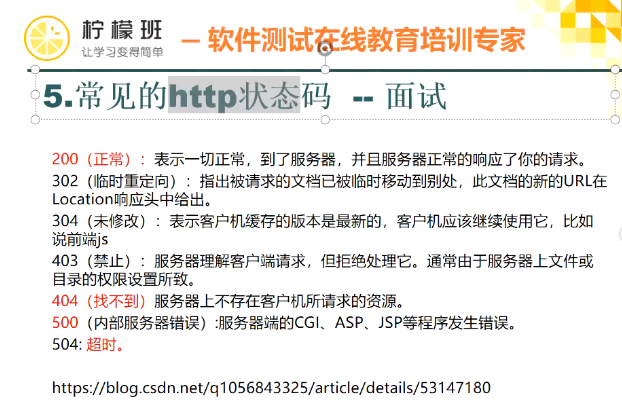 柠檬班
让学习变得简单
— 软件测试在线教育培训专家
5.常见的http状态码 -- 面试
200（正常）：表示一切正常，到了服务器，并且服务器正常的响应了你的请求。
302（临时重定向）：指出被请求的文档已被临时移动到别处，此文档的新的URL在
Location响应头中给出。
304（未修改）：表示客户机缓存的版本是最新的，客户机应该继续使用它，比如
说前端js
403（禁止）：服务器理解客户端请求，但拒绝处理它。通常由于服务器上文件或
目录的权限设置所致。
404（找不到）服务器上不存在客户机所请求的资源。
500（内部服务器错误）:服务器端的CGI、ASP、JSP等程序发生错误。
504: 超时。
https://blog.csdn.net/q1056843325/article/details/53147180